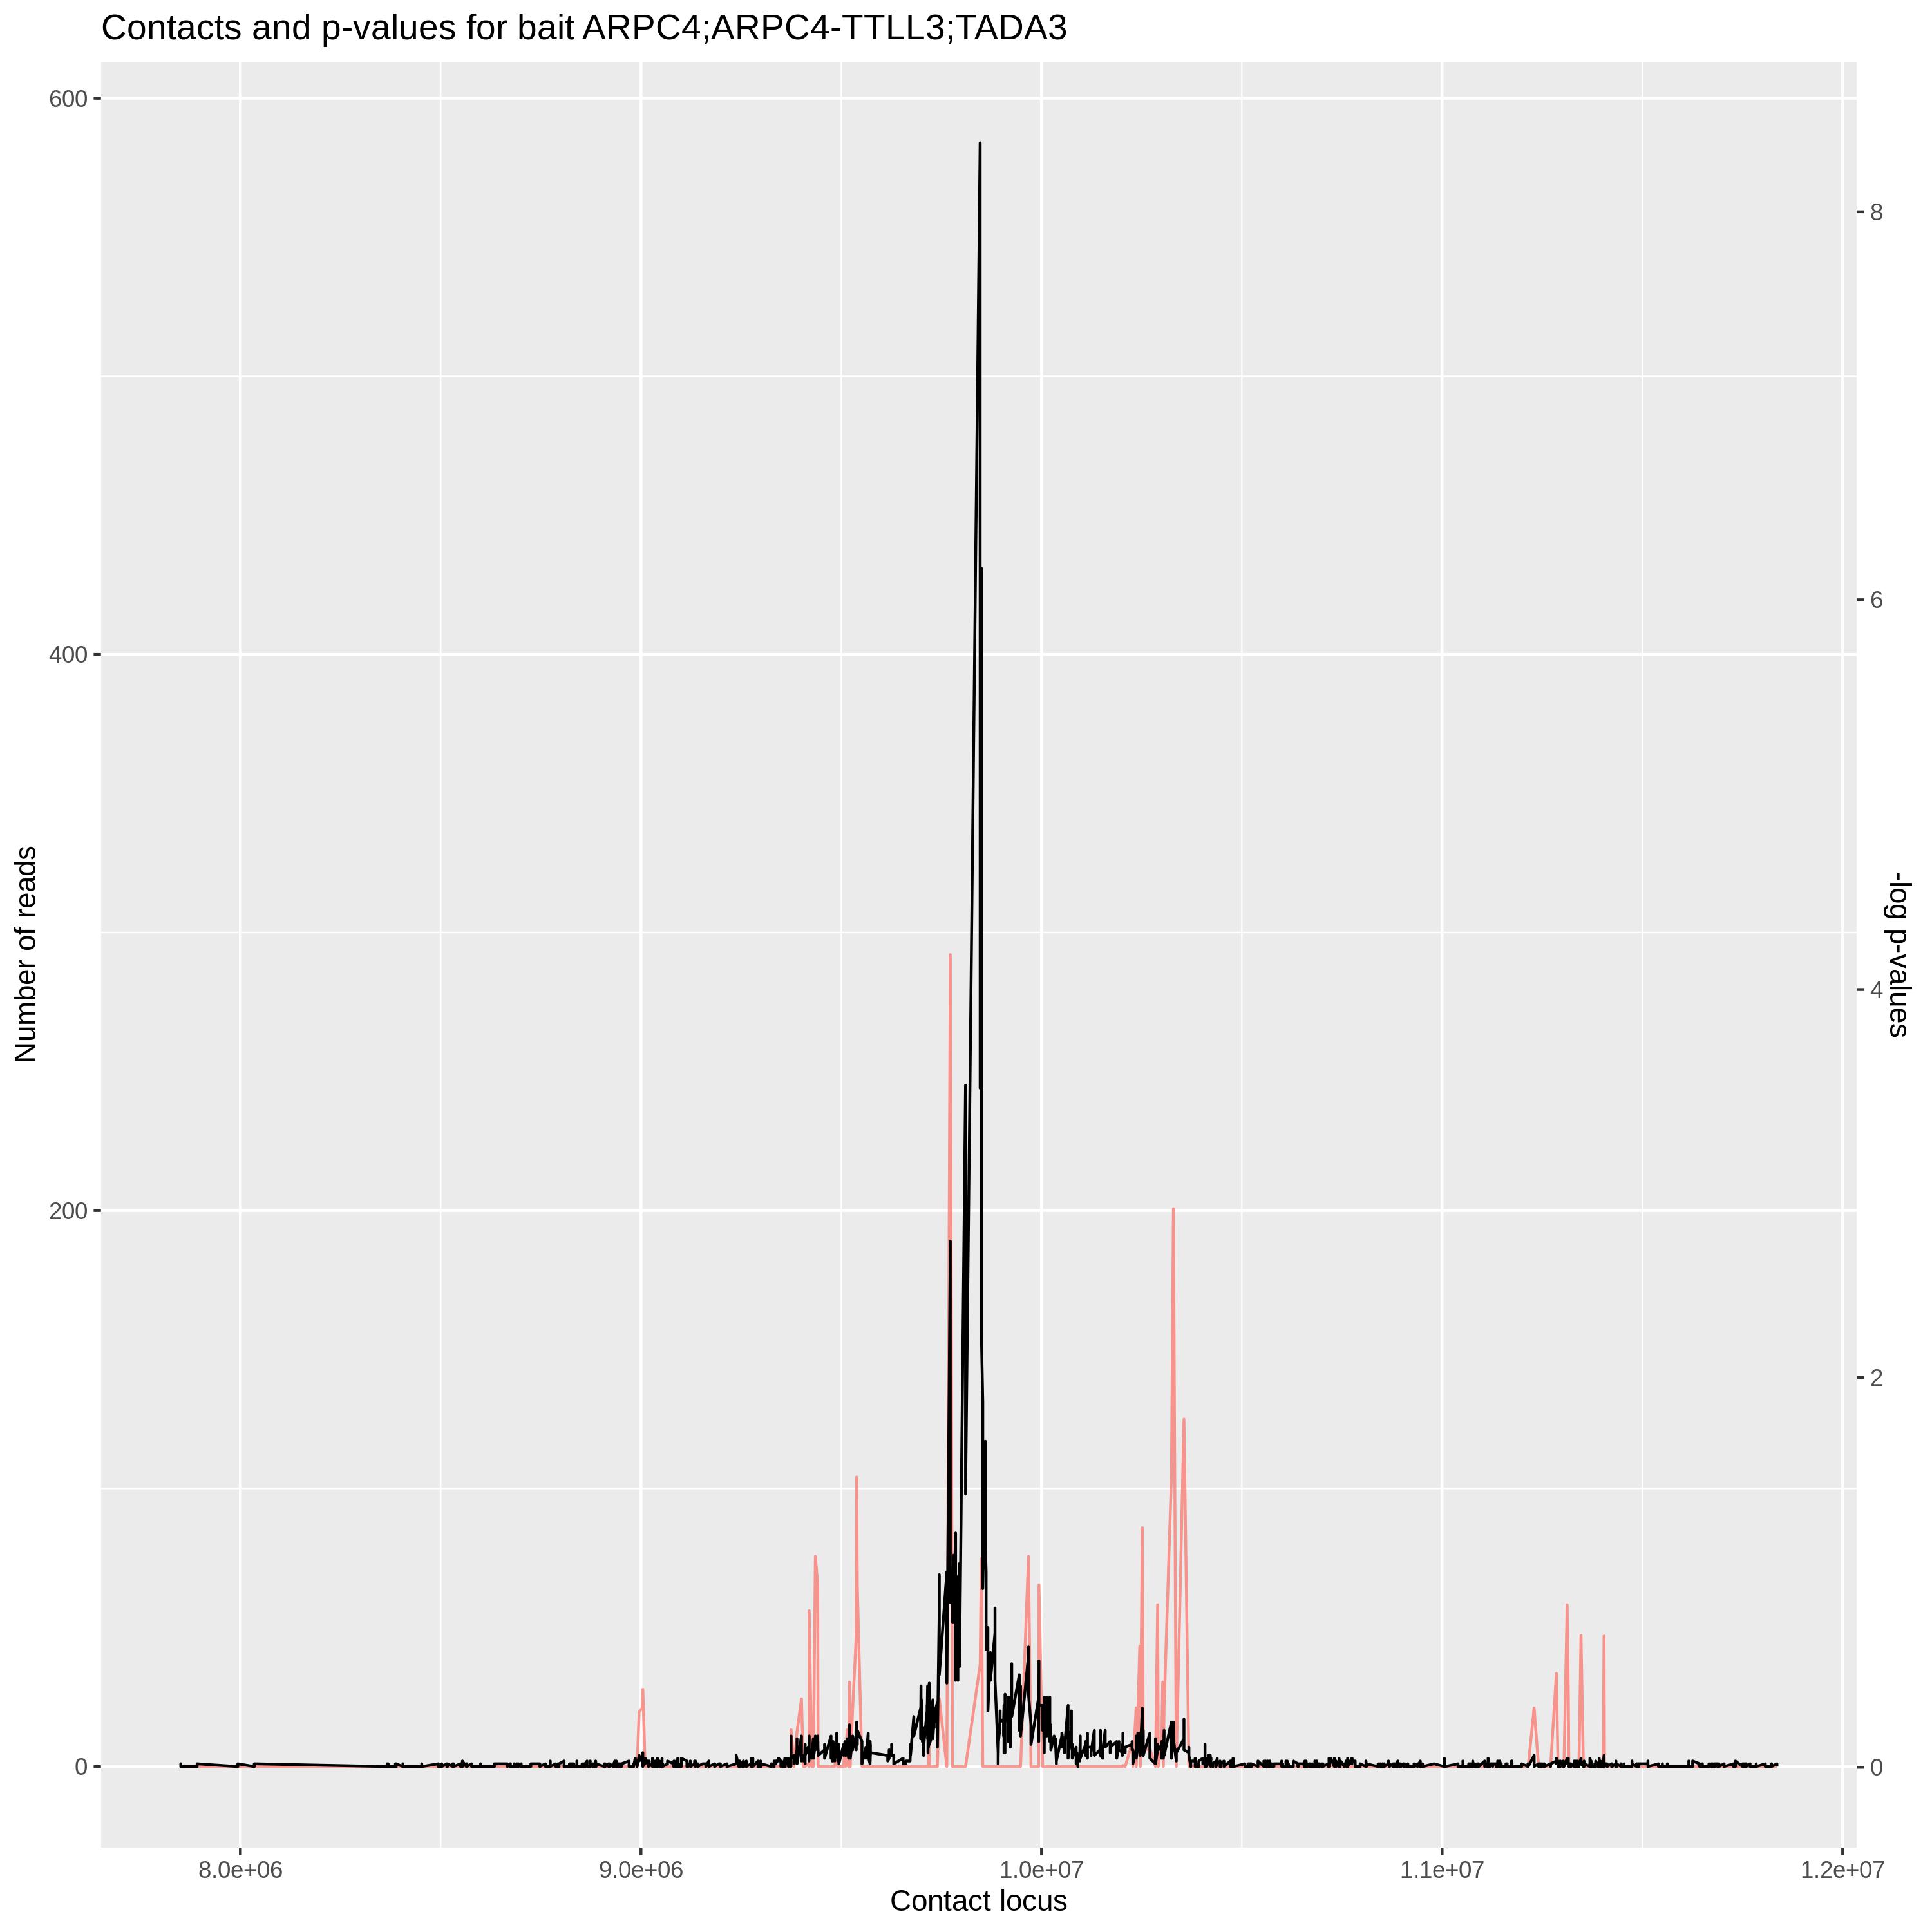 Contacts and p-values for bait ARPC4;ARPC4-TTLL3;TADA3
600
400
200
0
Number of reads
8
6
4
2
0
-log p-values
8.0e+06
9.0e+06
1.0e+07
1.1e+07
1.2e+07
Contact locus